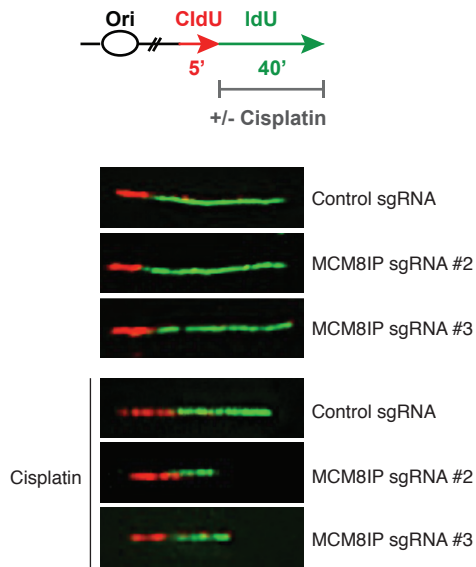 Ori CldU IdU
5’ 40’
+/- Cisplatin
Control sgRNA
MCM8IP sgRNA #2
MCM8IP sgRNA #3
Control sgRNA
Cisplatin MCM8IP sgRNA #2
MCM8IP sgRNA #3